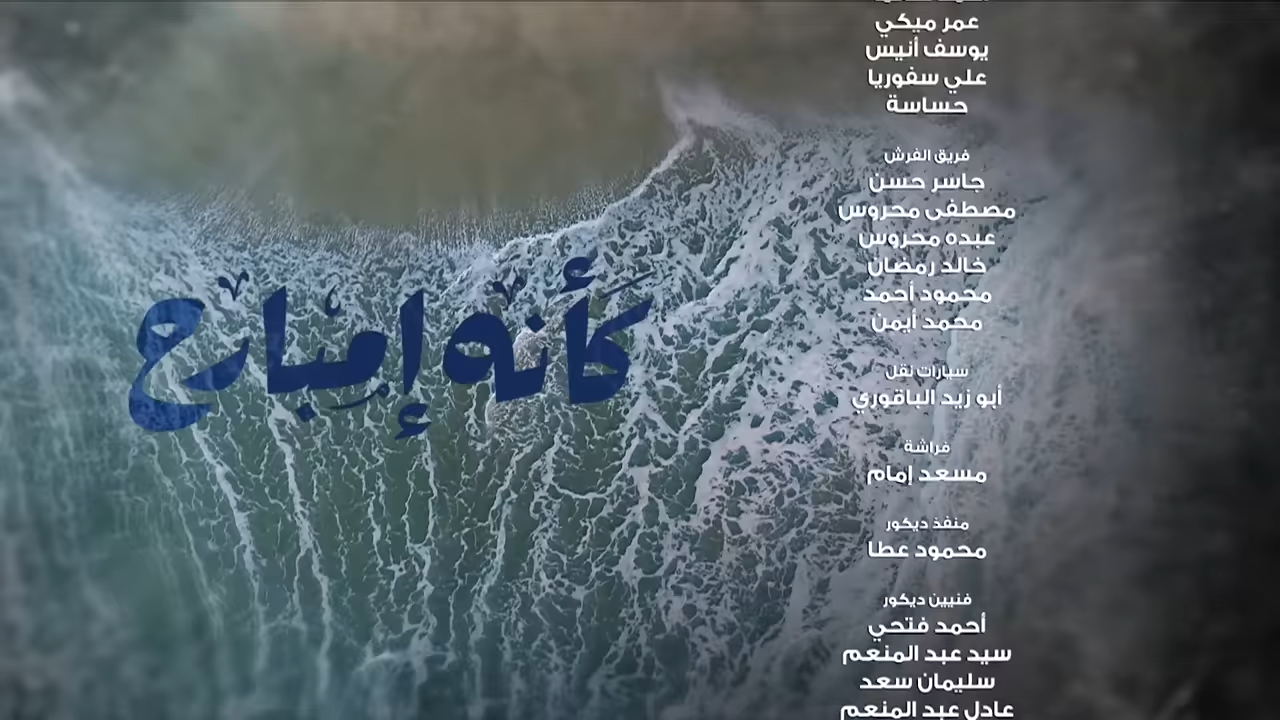 عمر ميكي
يوسف أنيس
علي سفوريا
حساسة
فريق الفرش
جاسر حسن
مصطفى محروس
عبده محروس
خالد رمضان
محمود أحمد
محمد أيمن
سيارات نقل
أبو زيد الباقوري
فراشة
مسعد إمام
منفذ ديكور
محمود عطا
فنيين ديكور
أحمد فتحي
سيد عبد المنعم
سليمان سعد
عادل عبد المنعم
كأنه إمبارح